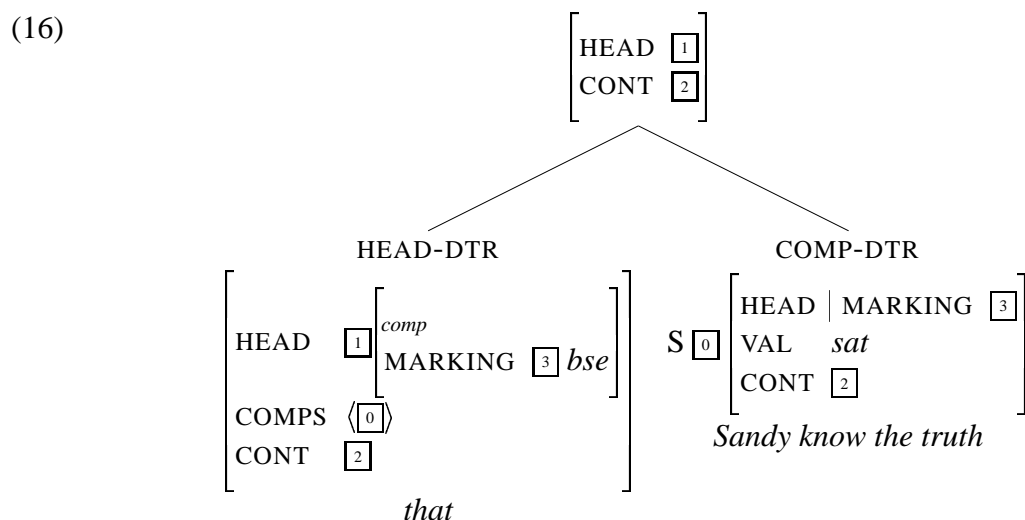 (16)
HEAD 1
CONT 2
HEAD-DTR COMP-DTR
comp
HEAD 1 MARKING 3 bse
COMPS ⟨0⟩
CONT 2
that
S 0 HEAD | MARKING 3
VAL sat
CONT 2
Sandy know the truth